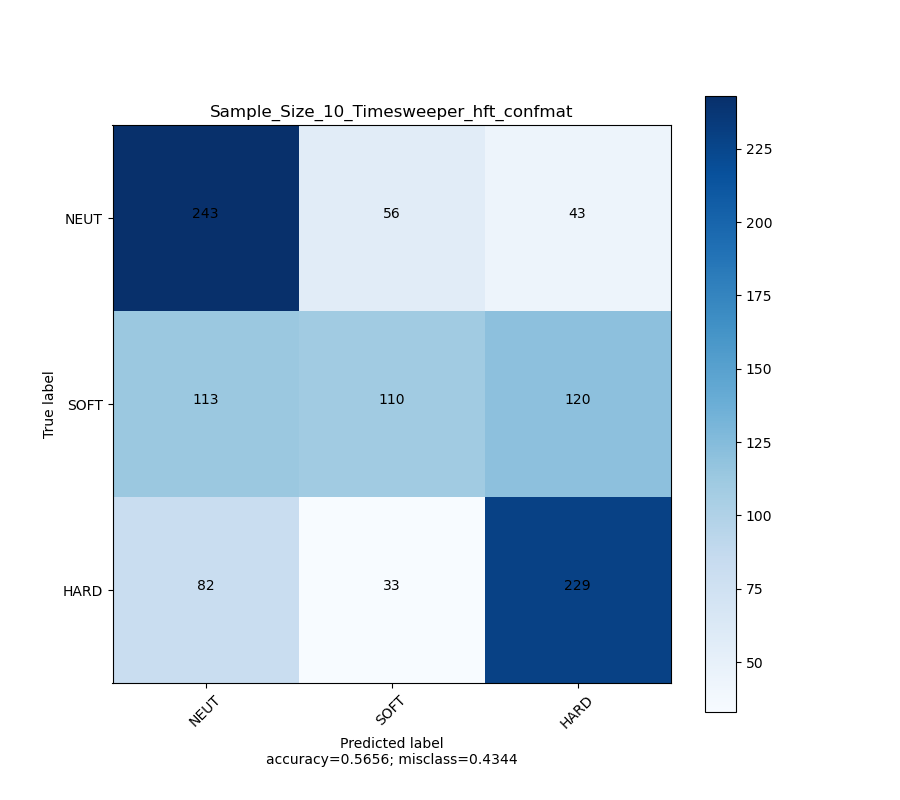 Sample_Size_10_Timesweeper_hft_confmat
True label
NEUT
243 56 43
SOFT
113 110 120
HARD
82 33 229
NEUT SOFT HARD
Predicted label
accuracy=0.5656; misclass=0.4344
225
200
175
150
125
100
75
50